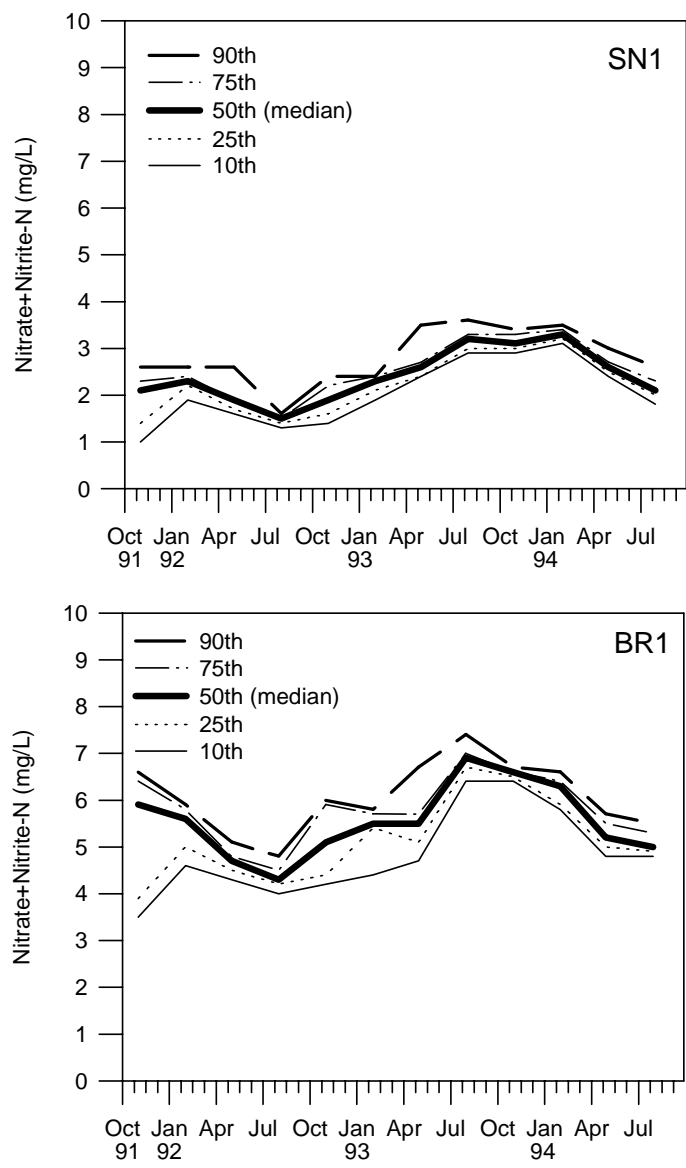 10
9
8
7
6
5
4
3
2
1
0
Nitrate+Nitrite-N (mg/L)
90th
75th
50th (median)
25th
10th
SN1
Oct Jan Apr Jul Oct Jan Apr Jul Oct Jan Apr Jul
91 92 93 94
10
9
8
7
6
5
4
3
2
1
0
Nitrate+Nitrite-N (mg/L)
90th
75th
50th (median)
25th
10th
BR1
Oct Jan Apr Jul Oct Jan Apr Jul Oct Jan Apr Jul
91 92 93 94